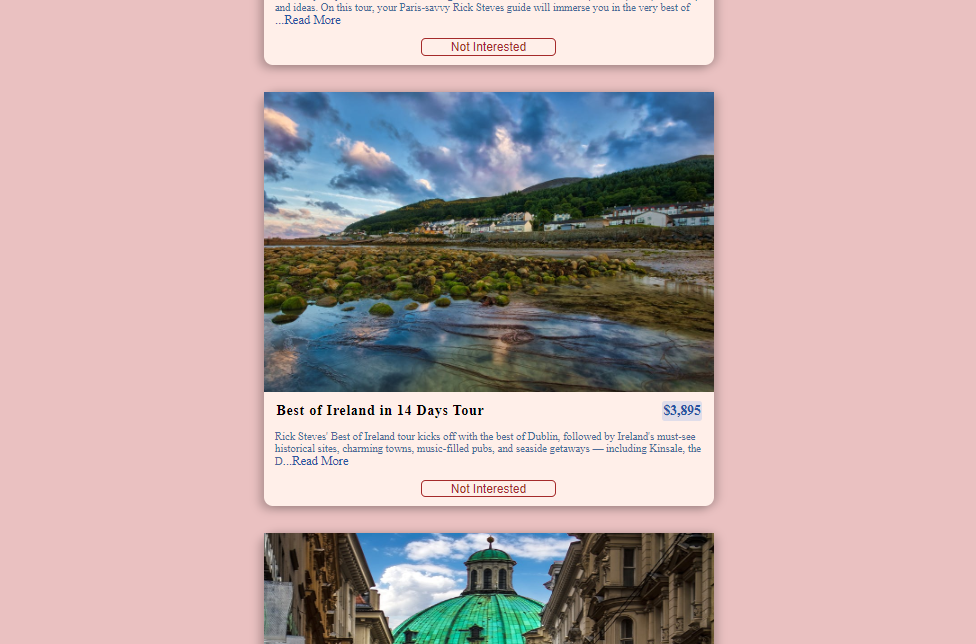 and ideas. On this tour, your Paris-savvy Rick Steves guide will immerse you in the very best of
...Read More
Not Interested
Best of Ireland in 14 Days Tour
$3,895
Rick Steves' Best of Ireland tour kicks off with the best of Dublin, followed by Ireland's must-see
historical sites, charming towns, music-filled pubs, and seaside getaways — including Kinsale, the
D...Read More
Not Interested